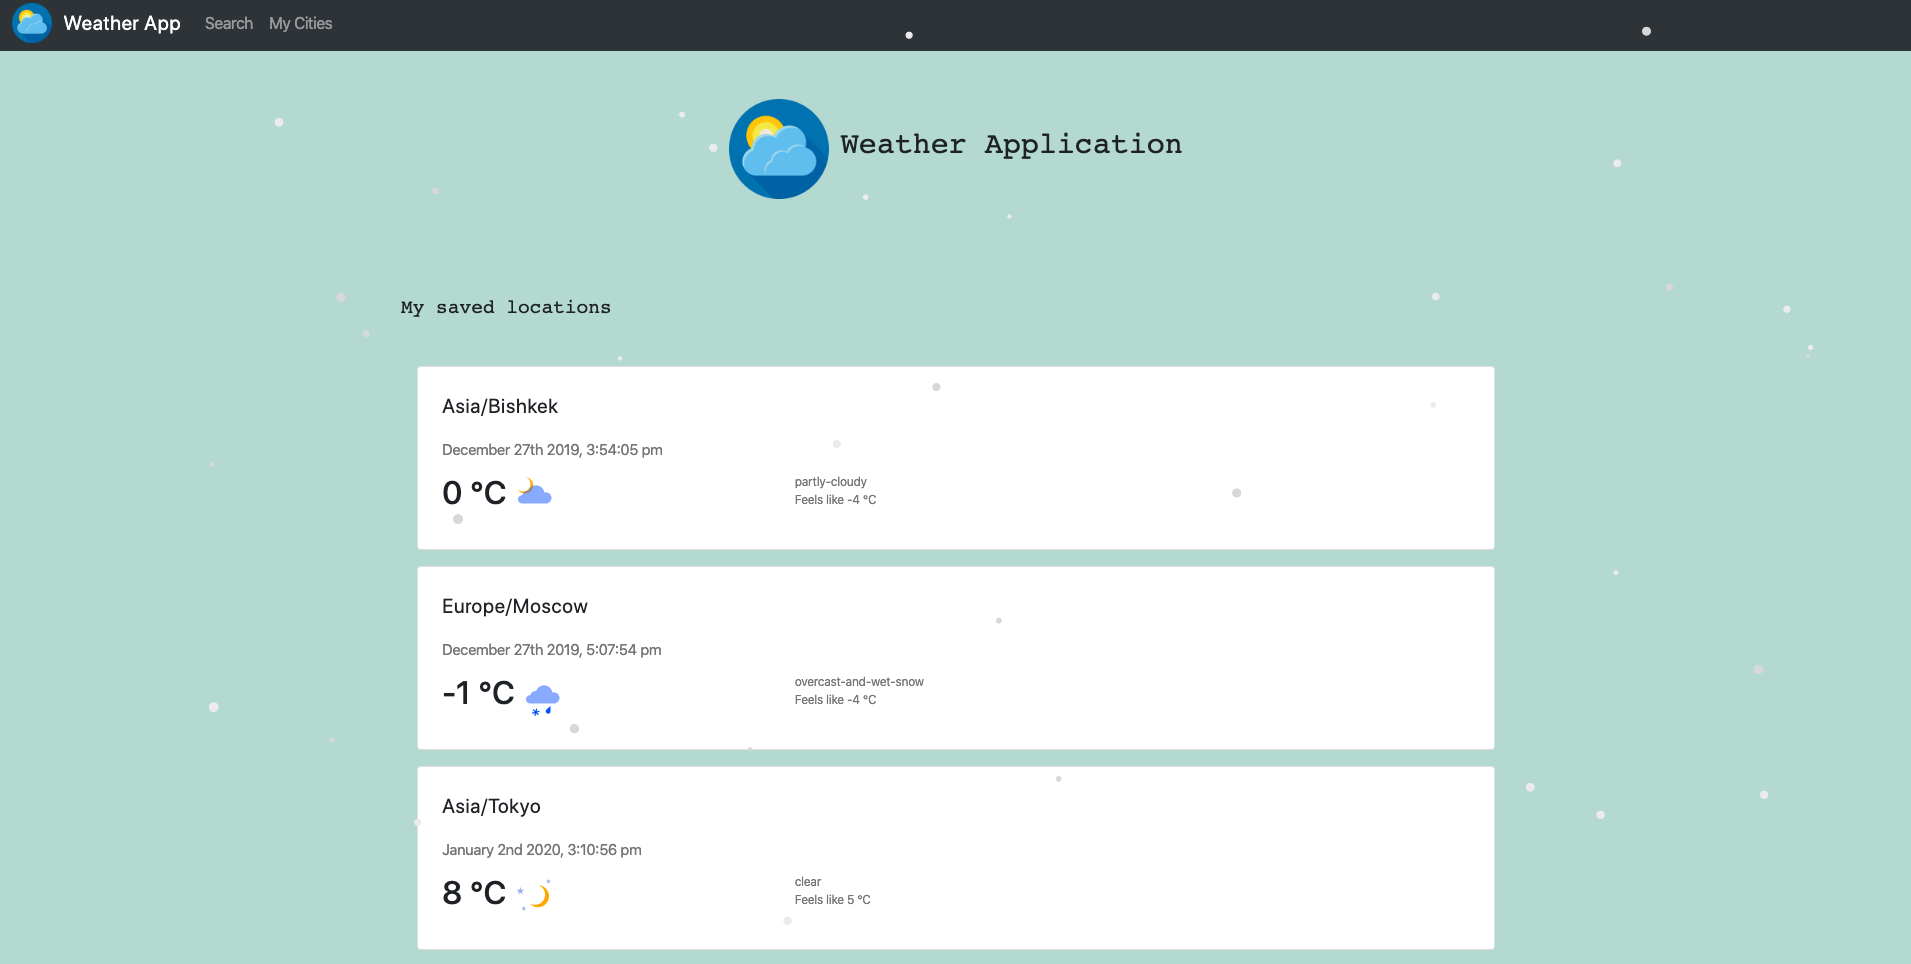 Weather App Search My Cities
Weather Application
My saved locations
Asia/Bishkek
December 27th 2019, 3:54:05 pm
0 °C
partly-cloudy
Feels like -4 °C
Europe/Moscow
December 27th 2019, 5:07:54 pm
-1 °C
overcast-and-wet-snow
Feels like -4 °C
Asia/Tokyo
January 2nd 2020, 3:10:56 pm
8 °C
clear
Feels like 5 °C